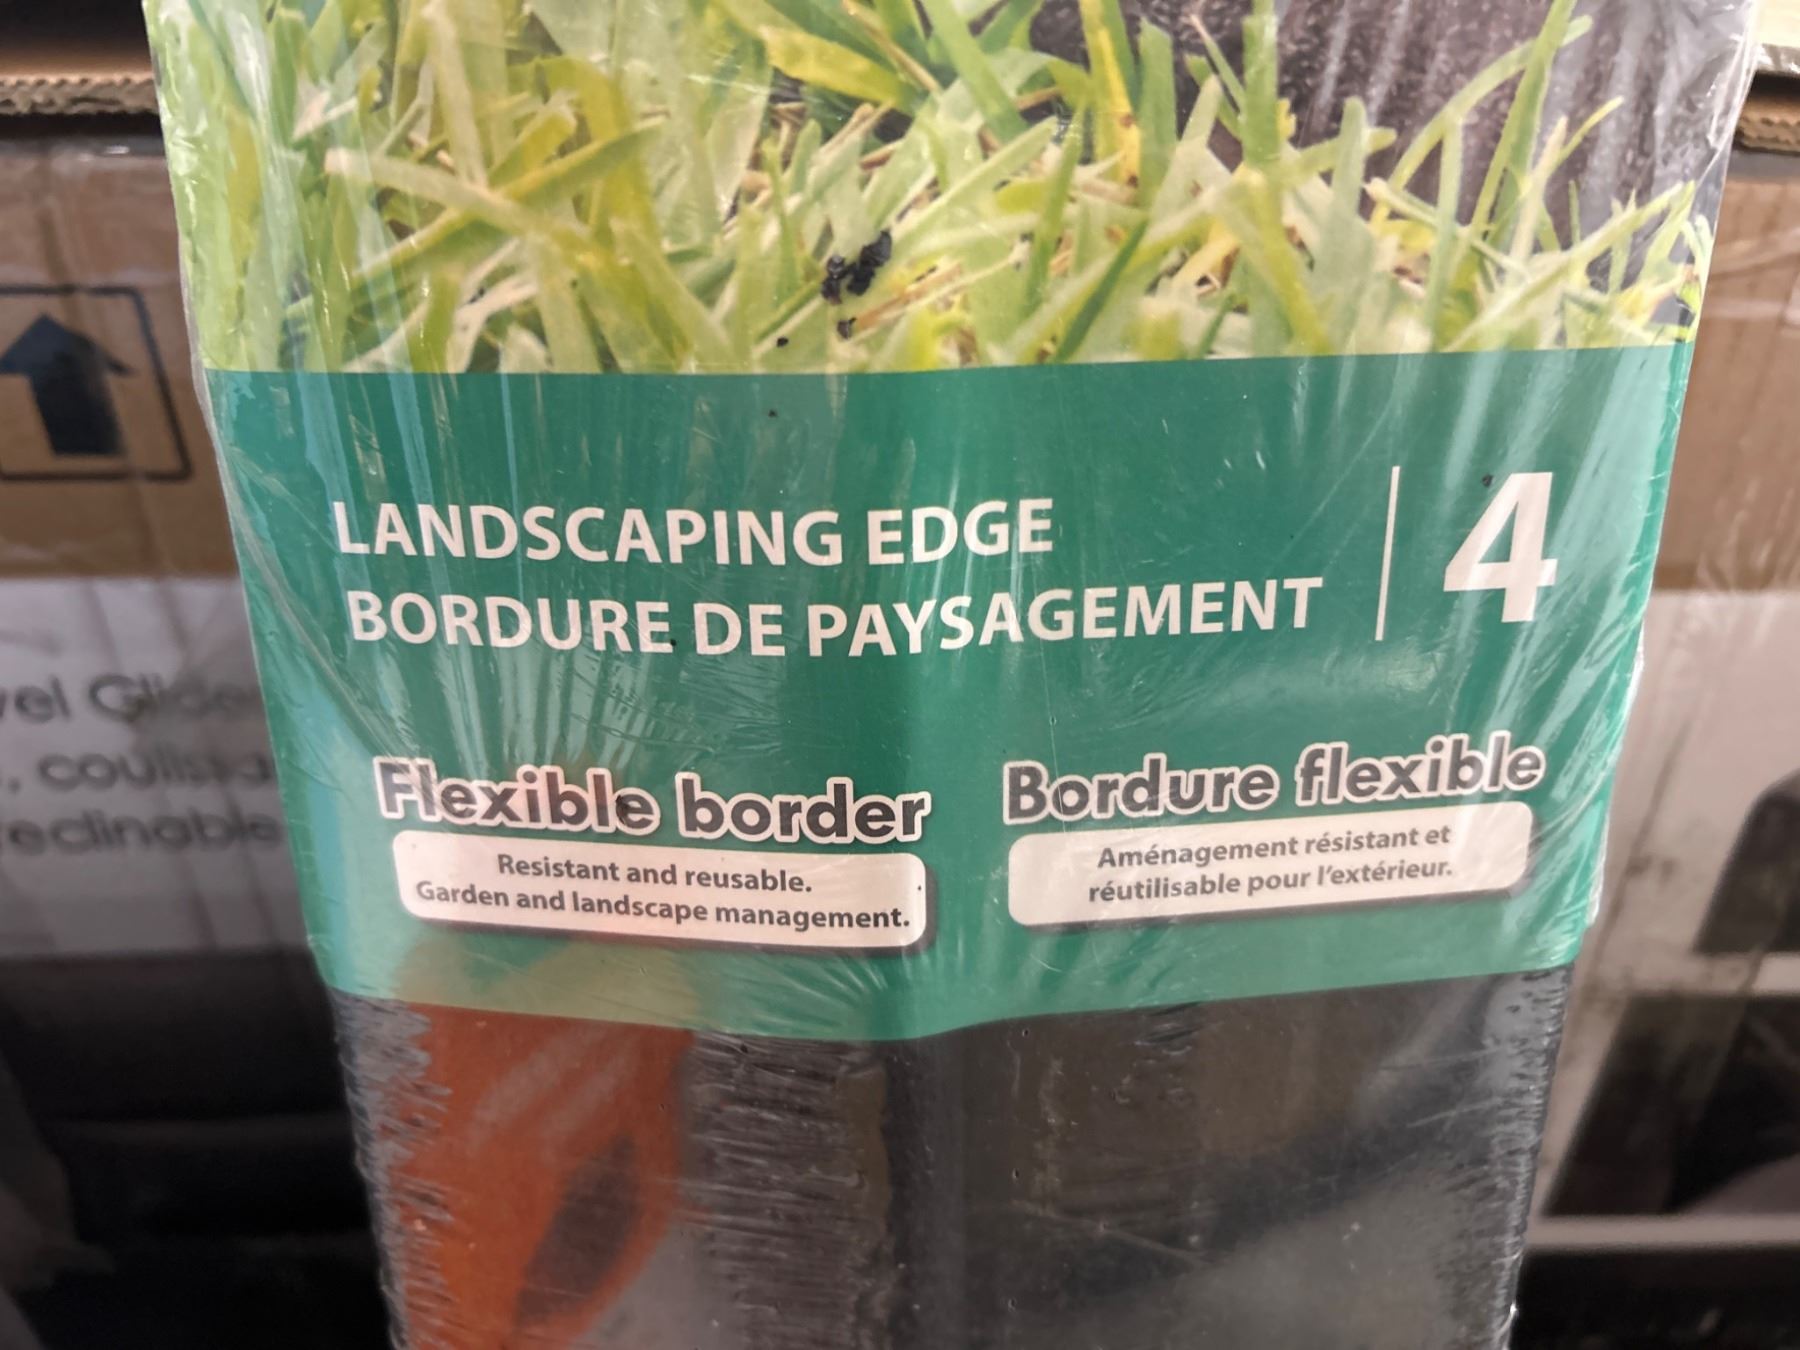 LANDSCAPING EDGE
BORDURE DE PAYSAGEMENT
4
Flexible border
Resistant and reusable.
Garden and landscape management.
Bordure flexible
Aménagement résistant et
réutilisable pour l'extérieur.